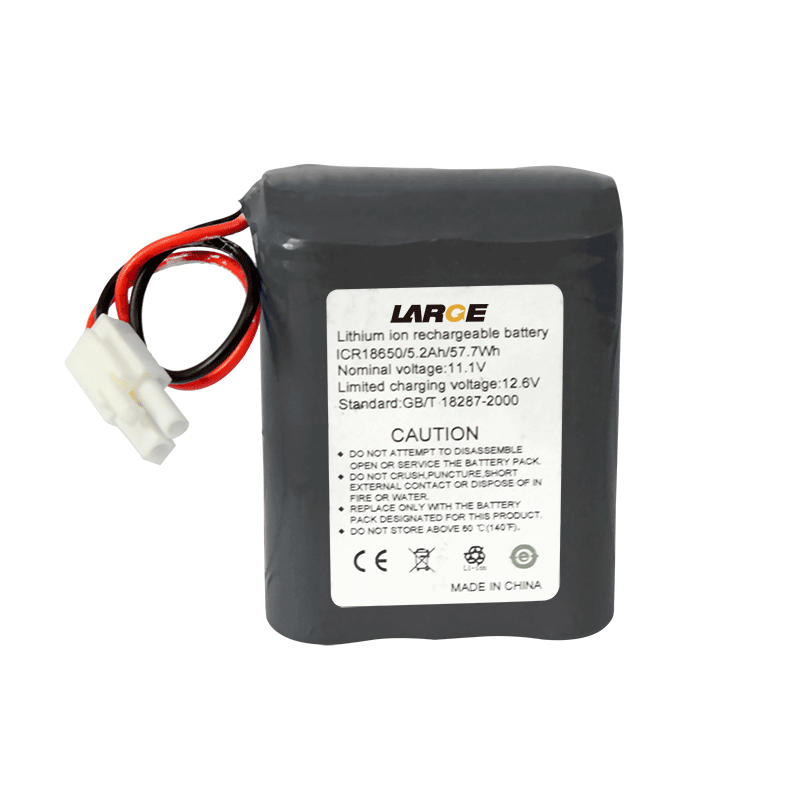 LARGE
Lithium ion rechargeable battery
ICR18650/5.2Ah/57.7Wh
Nominal voltage:11.1V
Limited charging voltage:12.6V
Standard:GB/T 18287-2000
CAUTION
◆ DO NOT ATTEMPT TO DISASSEMBLE
OPEN OR SERVICE THE BATTERY PACK.
◆ DO NOT CRUSH,PUNCTURE,SHORT
EXTERNAL CONTACT OR DISPOSE OF IN
FIRE OR WATER.
◆ REPLACE ONLY WITH THE BATTERY
PACK DESIGNATED FOR THIS PRODUCT.
◆ DO NOT STORE ABOVE 60 ℃(140℉).
CE
Li-ion
e
MADE IN CHINA